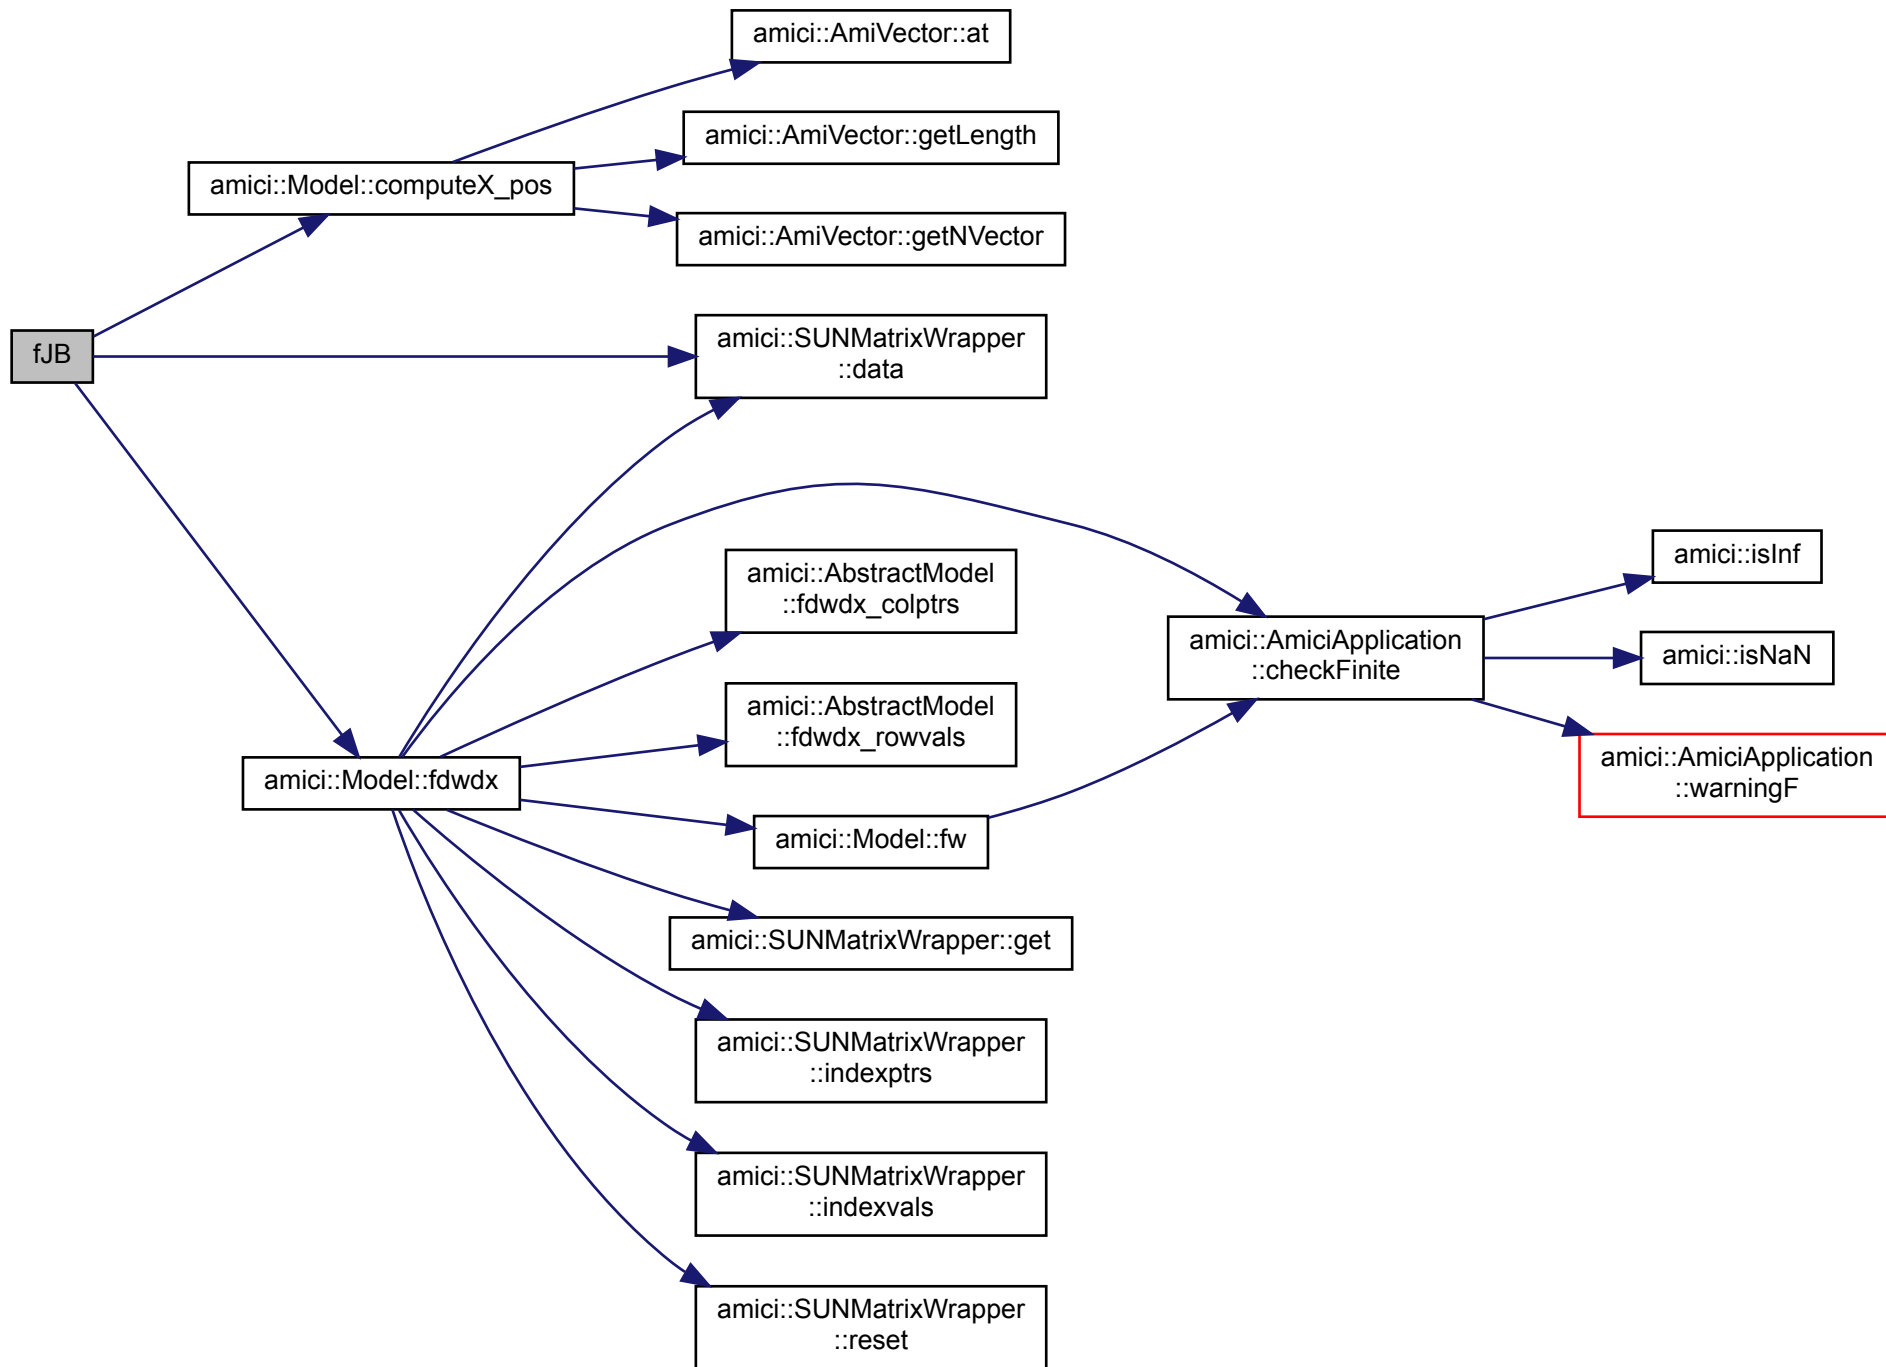 amici::AmiVector::at
amici::AmiVector::getLength
amici::Model::computeX_pos
amici::AmiVector::getNVector
fJB
amici::SUNMatrixWrapper
::data
amici::AbstractModel
::fdwdx_colptrs
amici::isInf
amici::AmiciApplication
::checkFinite
amici::isNaN
amici::AbstractModel
::fdwdx_rowvals
amici::AmiciApplication
::warningF
amici::Model::fdwdx
amici::Model::fw
amici::SUNMatrixWrapper::get
amici::SUNMatrixWrapper
::indexptrs
amici::SUNMatrixWrapper
::indexvals
amici::SUNMatrixWrapper
::reset